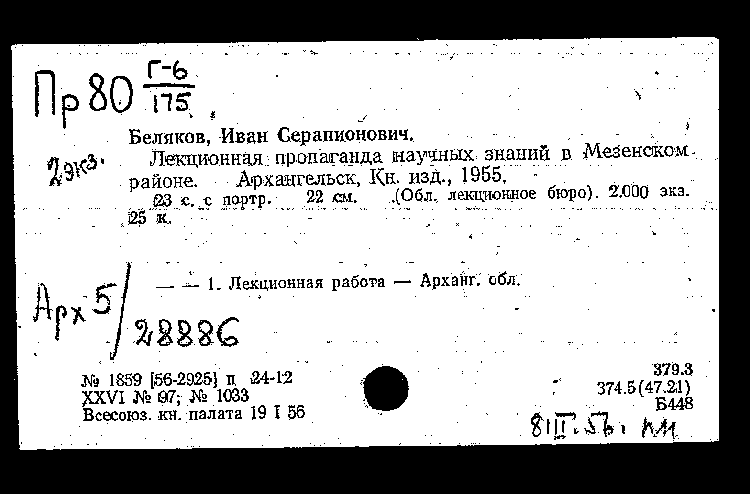 Пр 80 Г-6
175
Беляков, Иван Серапионович.
2 экз.
Лекционная пропаганда научных знаний в Мезенском
районе. Архангельск, Кн. изд., 1955.
23 с. с портр. 22 см. (Обл. лекционное бюро). 2.000 экз.
25 к.
— — 1. Лекционная работа — Арханг. обл.
Арх 5/
28886
№ 1859 [56-2925] п 24-12
XXVI № 97; № 1033
Всесоюз. кн. палата 19 I 56
379.3
374.5(47.21)
Б448
8 III. 56.